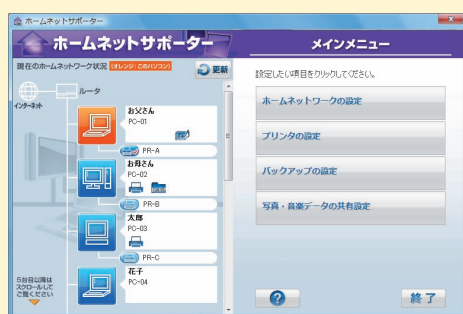 ホームネットサポーター
ホームネットサポーター
現在のホームネットワーク状況
(オレンジ:このパソコン)
更新
インターネット
ルータ
お父さん
PC-01
PR-A
お母さん
PC-02
PR-B
太郎
PC-03
PR-C
花子
PC-04
5台目以降は
スクロールして
ご覧ください
メインメニュー
設定したい項目をクリックしてください。
ホームネットワークの設定
プリンタの設定
バックアップの設定
写真・音楽データの共有設定
?
終了